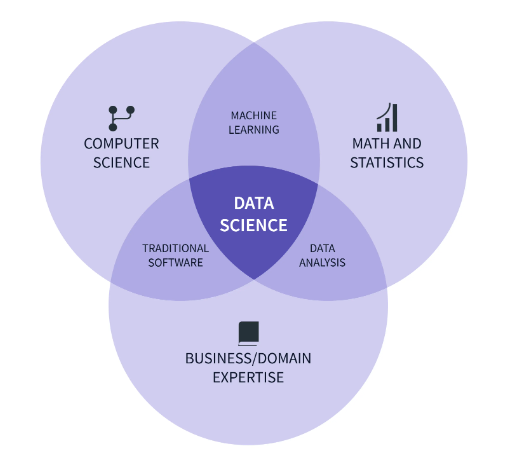 MACHINE
LEARNING
COMPUTER
SCIENCE
MATH AND
STATISTICS
DATA
SCIENCE
TRADITIONAL
SOFTWARE
DATA
ANALYSIS
BUSINESS/DOMAIN
EXPERTISE